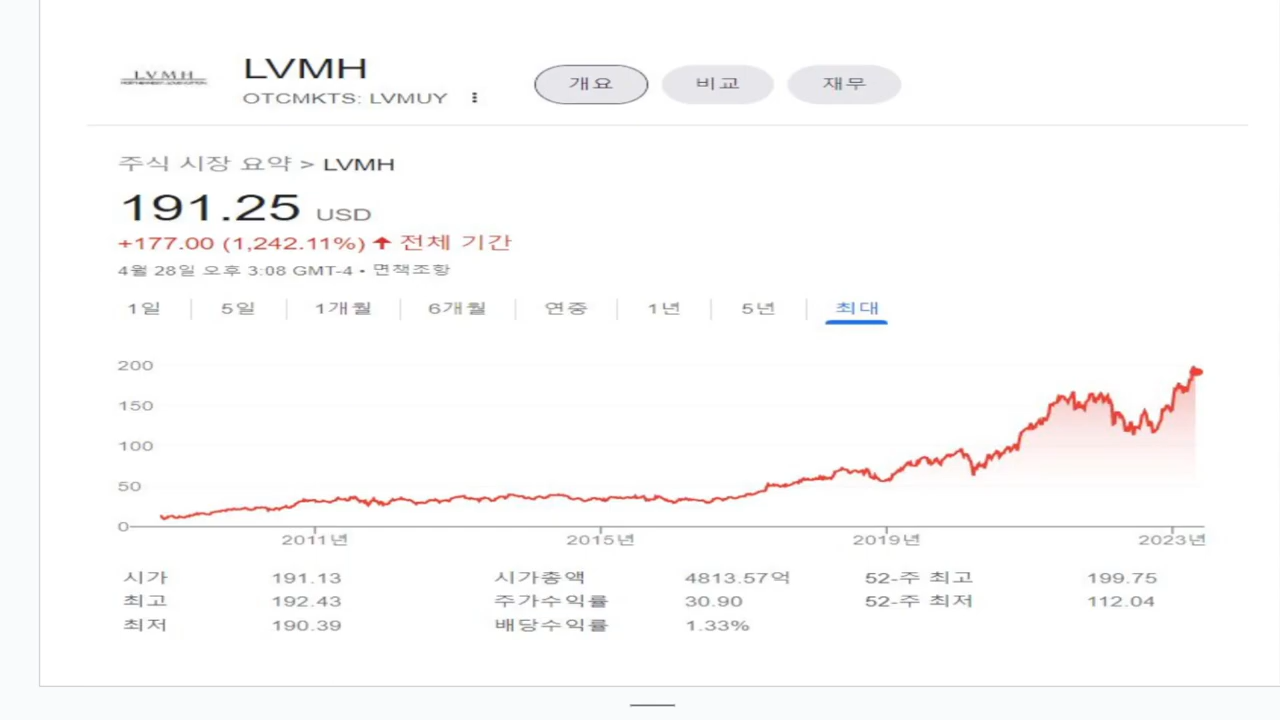 LVMH
LVMH
OTCMKTS: LVMUY
개요 비교 재무
주식 시장 요약 > LVMH
191.25 USD
+177.00 (1,242.11%) ↑ 전체 기간
4월 28일 오후 3:08 GMT-4 • 면책조항
1일 5일 1개월 6개월 연중 1년 5년 최대
200
150
100
50
0
2011년 2015년 2019년 2023년
시가 191.13 시가총액 4813.57억 52-주 최고 199.75
최고 192.43 주가수익률 30.90 52-주 최저 112.04
최저 190.39 배당수익률 1.33%